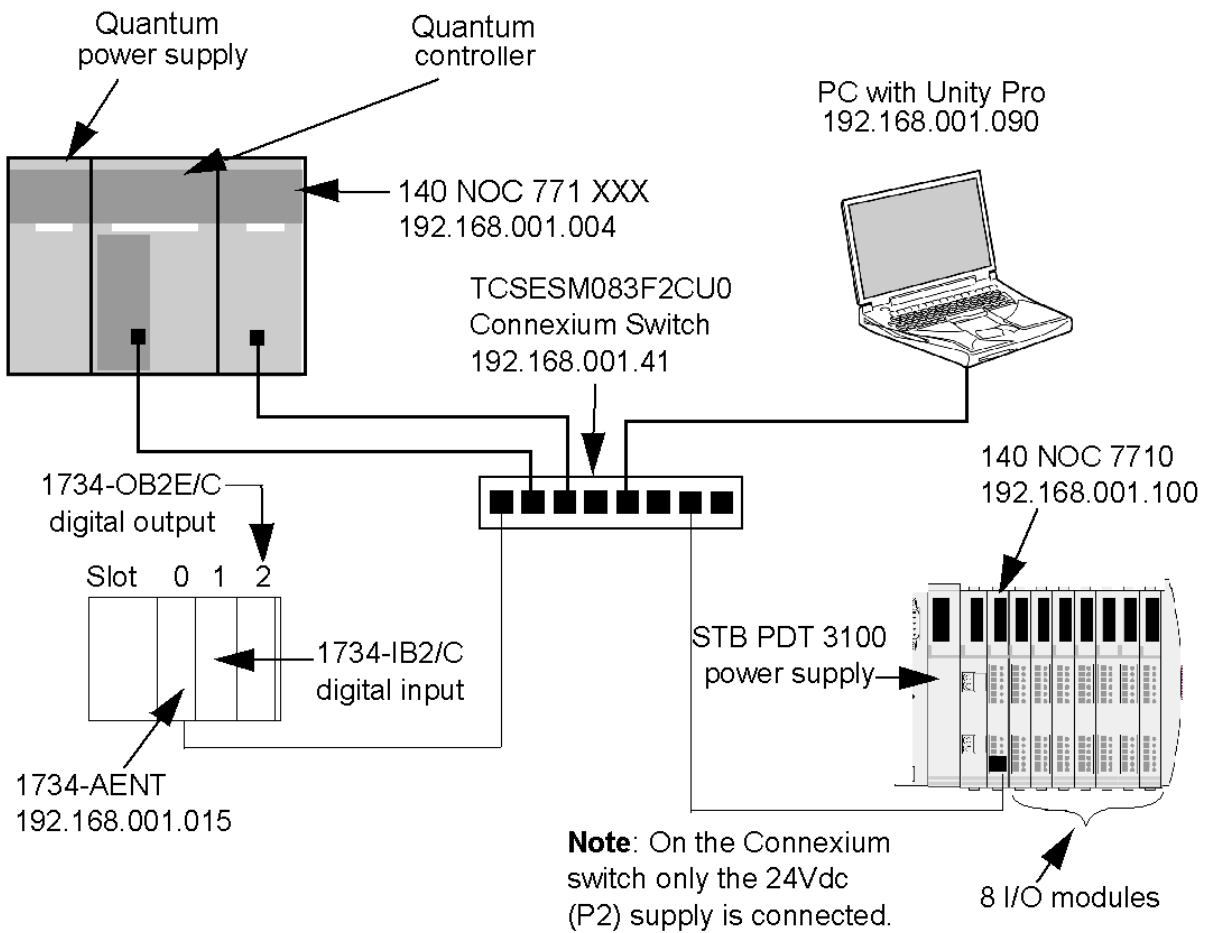 Quantum
power supply
Quantum
controller
PC with Unity Pro
192.168.001.090
140 NOC 771 XXX
192.168.001.004
TCSESM083F2CU0
Connexium Switch
192.168.001.41
140 NOC 7710
192.168.001.100
1734-OB2E/C
digital output
Slot 0 1 2
STB PDT 3100
power supply
1734-IB2/C
digital input
1734-AENT
192.168.001.015
Note: On the Connexium
switch only the 24Vdc
(P2) supply is connected.
8 I/O modules